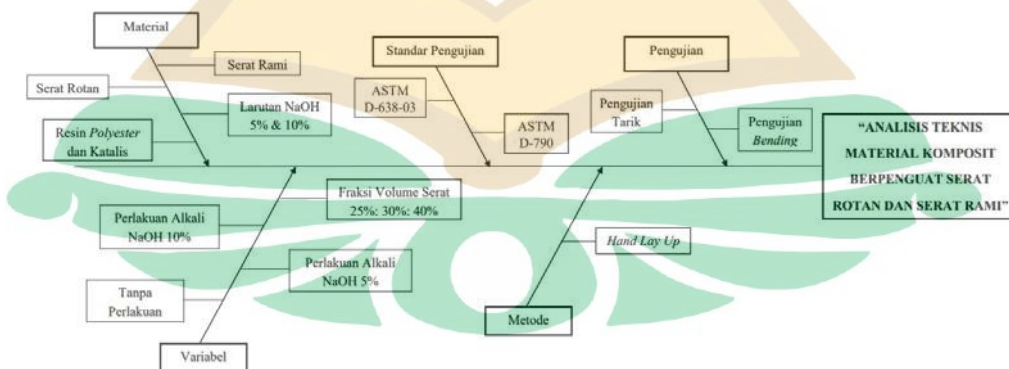 Material
Standar Pengujian
Pengujian
Serat Rami
Serat Rotan
Larutan NaOH
5% & 10%
Resin Polyester
dan Katalis
ASTM
D-638-03
ASTM
D-790
Pengujian
Tarik
Pengujian
Bending
“ANALISIS TEKNIS
MATERIAL KOMPOSIT
BERPENGUAT SERAT
ROTAN DAN SERAT RAMI”
Fraksi Volume Serat
25%: 30%: 40%
Perlakuan Alkali
NaOH 10%
Perlakuan Alkali
NaOH 5%
Tanpa
Perlakuan
Hand Lay Up
Metode
Variabel